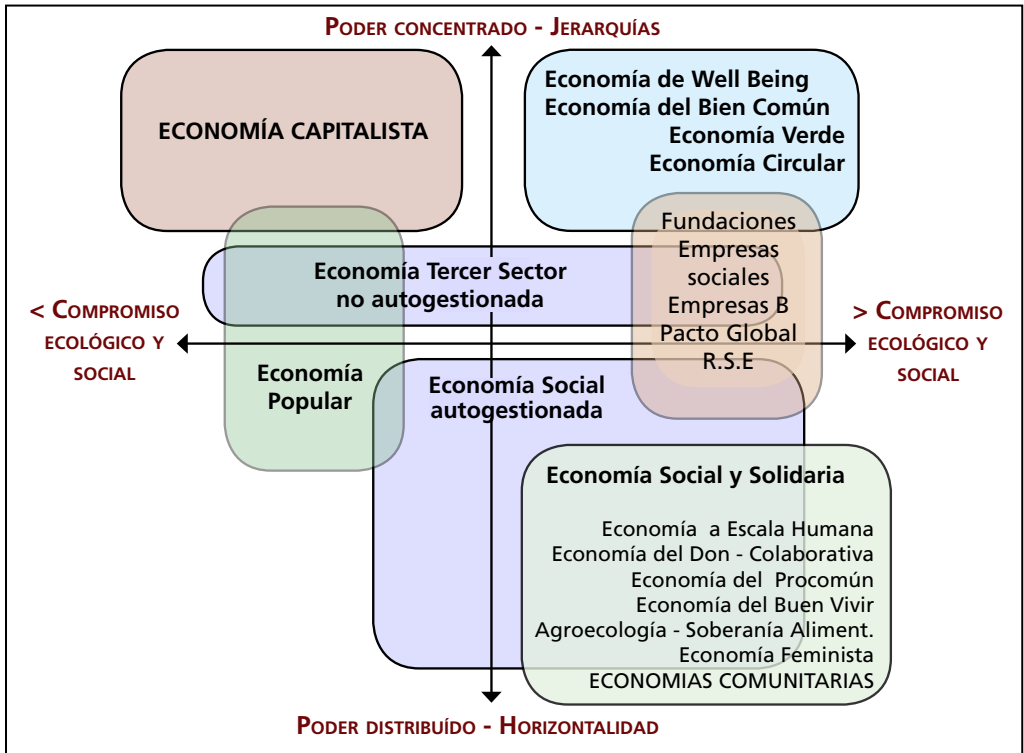 PODER CONCENTRADO - JERARQUÍAS
ECONOMÍA CAPITALISTA
Economía de Well Being
Economía del Bien Común
Economía Verde
Economía Circular
Fundaciones
Empresas
sociales
Empresas B
Pacto Global
R.S.E
Economía Tercer Sector
no autogestionada
< COMPROMISO
ECOLÓGICO Y
SOCIAL
> COMPROMISO
ECOLÓGICO Y
SOCIAL
Economía
Popular
Economía Social
autogestionada
Economía Social y Solidaria
Economía a Escala Humana
Economía del Don - Colaborativa
Economía del Procomún
Economía del Buen Vivir
Agroecología - Soberanía Aliment.
Economía Feminista
ECONOMIAS COMUNITARIAS
PODER DISTRIBUÍDO - HORIZONTALIDAD